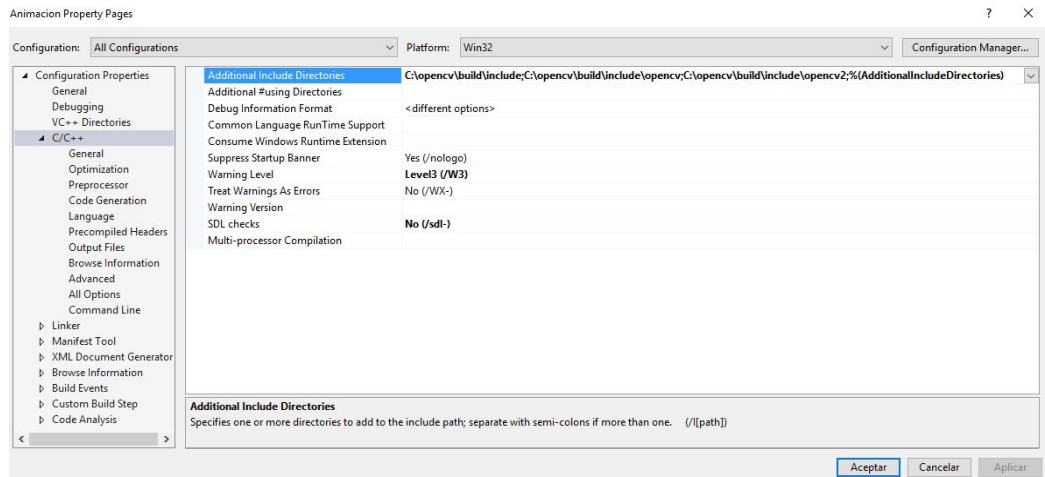 Animacion Property Pages
? ×
Configuration: All Configurations Platform: Win32 Configuration Manager...
Configuration Properties
General
Debugging
VC++ Directories
C/C++
General
Optimization
Preprocessor
Code Generation
Language
Precompiled Headers
Output Files
Browse Information
Advanced
All Options
Command Line
Linker
Manifest Tool
XML Document Generator
Browse Information
Build Events
Custom Build Step
Code Analysis
Additional Include Directories C:\opencv\build\include;C:\opencv\build\include\opencv;C:\opencv\build\include\opencv2;%(AdditionalIncludeDirectories)
Additional #using Directories
Debug Information Format <different options>
Common Language RunTime Support
Consume Windows Runtime Extension
Suppress Startup Banner Yes (/nologo)
Warning Level Level3 (/W3)
Treat Warnings As Errors No (/WX-)
Warning Version
SDL checks No (/sdl-)
Multi-processor Compilation
Additional Include Directories
Specifies one or more directories to add to the include path; separate with semi-colons if more than one. (/I[path])
Aceptar Cancelar Aplicar